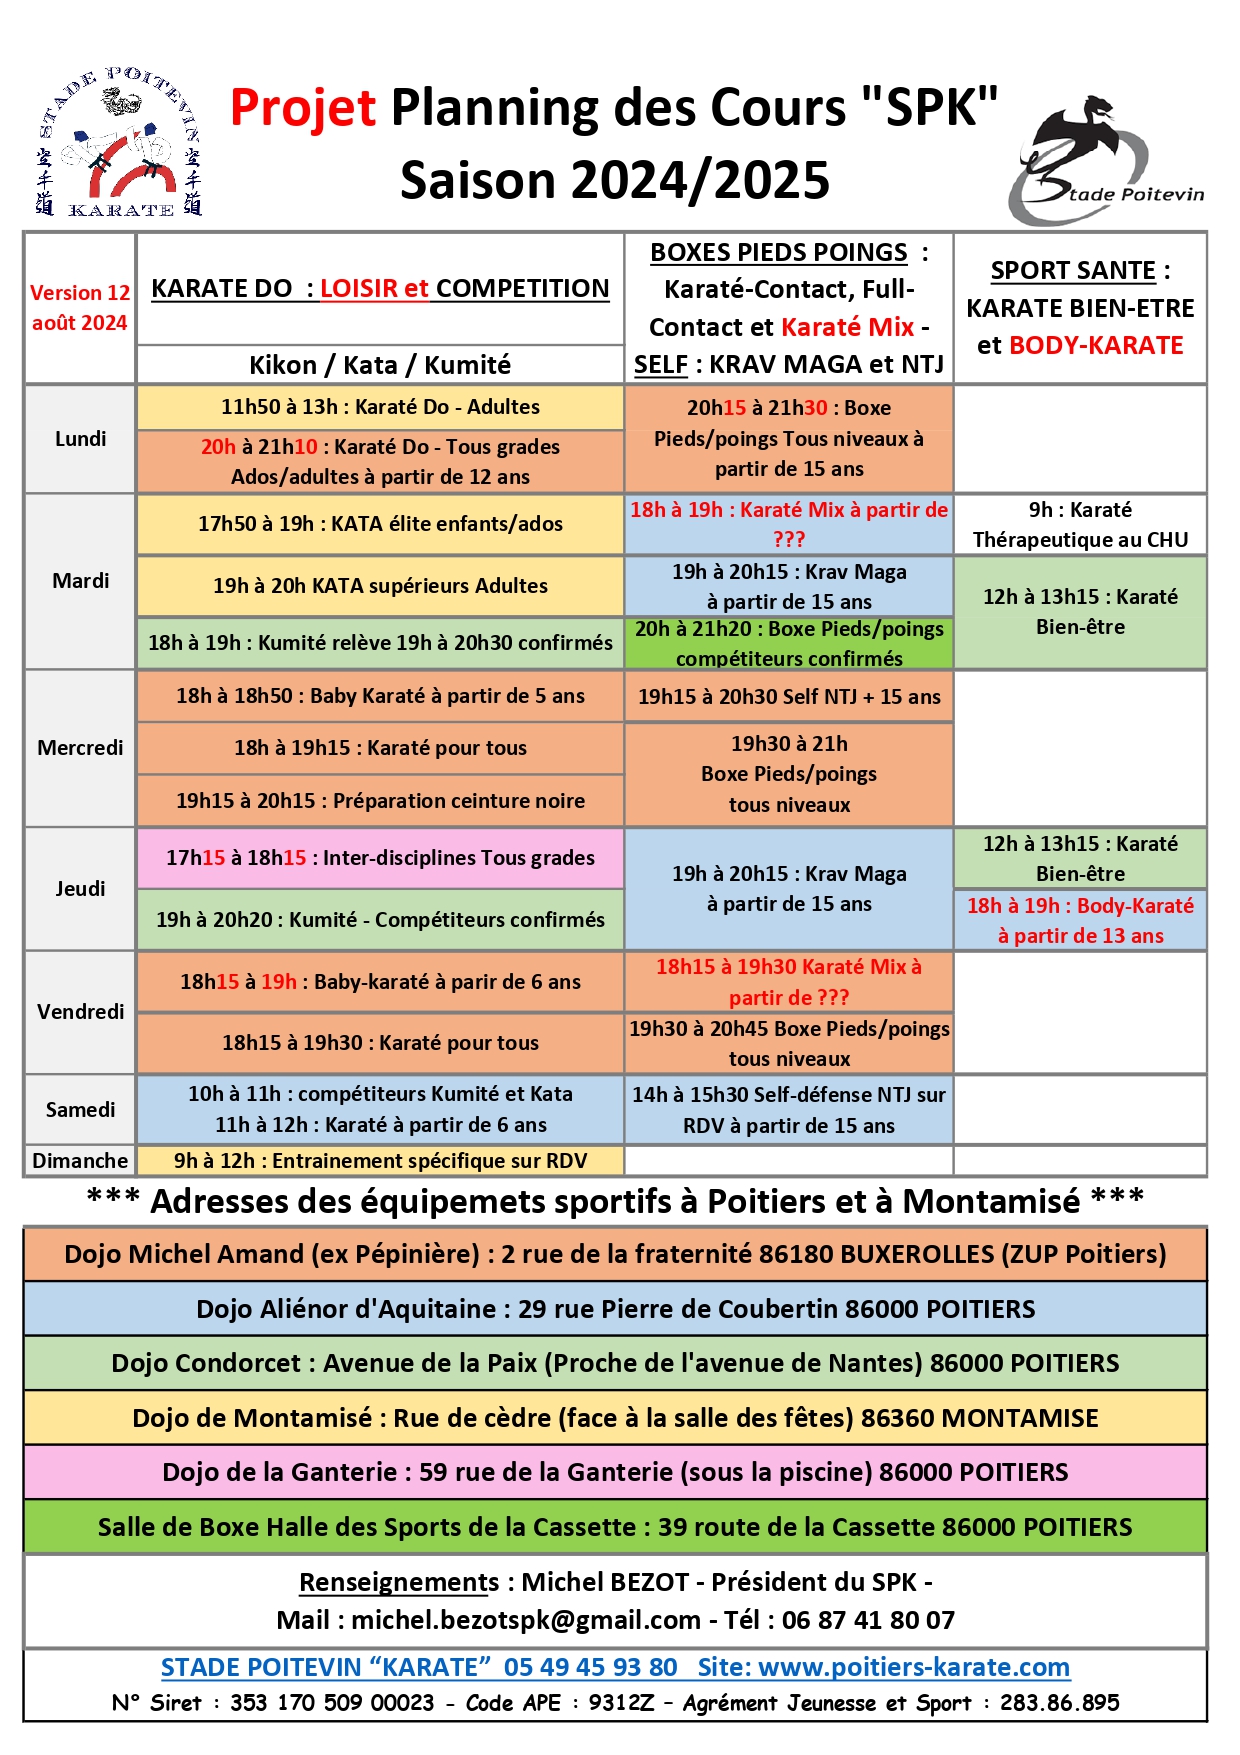 STADE POITEVIN
空手道
空手道
KARATE
Projet Planning des Cours "SPK"
Saison 2024/2025
Stade Poitevin
Version 12
août 2024
KARATE DO : LOISIR et COMPETITION
Kikon / Kata / Kumité
BOXES PIEDS POINGS :
Karaté-Contact, Full-
Contact et Karaté Mix -
SELF : KRAV MAGA et NTJ
SPORT SANTE :
KARATE BIEN-ETRE
et BODY-KARATE
Lundi
11h50 à 13h : Karaté Do - Adultes
20h à 21h10 : Karaté Do - Tous grades
Ados/adultes à partir de 12 ans
20h15 à 21h30 : Boxe
Pieds/poings Tous niveaux à
partir de 15 ans
Mardi
17h50 à 19h : KATA élite enfants/ados
19h à 20h KATA supérieurs Adultes
18h à 19h : Kumité relève 19h à 20h30 confirmés
18h à 19h : Karaté Mix à partir de
???
19h à 20h15 : Krav Maga
à partir de 15 ans
20h à 21h20 : Boxe Pieds/poings
compétiteurs confirmés
9h : Karaté
Thérapeutique au CHU
12h à 13h15 : Karaté
Bien-être
Mercredi
18h à 18h50 : Baby Karaté à partir de 5 ans
18h à 19h15 : Karaté pour tous
19h15 à 20h15 : Préparation ceinture noire
19h15 à 20h30 Self NTJ + 15 ans
19h30 à 21h
Boxe Pieds/poings
tous niveaux
Jeudi
17h15 à 18h15 : Inter-disciplines Tous grades
19h à 20h20 : Kumité - Compétiteurs confirmés
19h à 20h15 : Krav Maga
à partir de 15 ans
12h à 13h15 : Karaté
Bien-être
18h à 19h : Body-Karaté
à partir de 13 ans
Vendredi
18h15 à 19h : Baby-karaté à parir de 6 ans
18h15 à 19h30 : Karaté pour tous
18h15 à 19h30 Karaté Mix à
partir de ???
19h30 à 20h45 Boxe Pieds/poings
tous niveaux
Samedi
10h à 11h : compétiteurs Kumité et Kata
11h à 12h : Karaté à partir de 6 ans
14h à 15h30 Self-défense NTJ sur
RDV à partir de 15 ans
Dimanche
9h à 12h : Entrainement spécifique sur RDV
*** Adresses des équipemets sportifs à Poitiers et à Montamisé ***
Dojo Michel Amand (ex Pépinière) : 2 rue de la fraternité 86180 BUXEROLLES (ZUP Poitiers)
Dojo Aliénor d'Aquitaine : 29 rue Pierre de Coubertin 86000 POITIERS
Dojo Condorcet : Avenue de la Paix (Proche de l'avenue de Nantes) 86000 POITIERS
Dojo de Montamisé : Rue de cèdre (face à la salle des fêtes) 86360 MONTAMISE
Dojo de la Ganterie : 59 rue de la Ganterie (sous la piscine) 86000 POITIERS
Salle de Boxe Halle des Sports de la Cassette : 39 route de la Cassette 86000 POITIERS
Renseignements : Michel BEZOT - Président du SPK -
Mail : michel.bezotspk@gmail.com - Tél : 06 87 41 80 07
STADE POITEVIN “KARATE” 05 49 45 93 80 Site: www.poitiers-karate.com
N° Siret : 353 170 509 00023 - Code APE : 9312Z – Agrément Jeunesse et Sport : 283.86.895